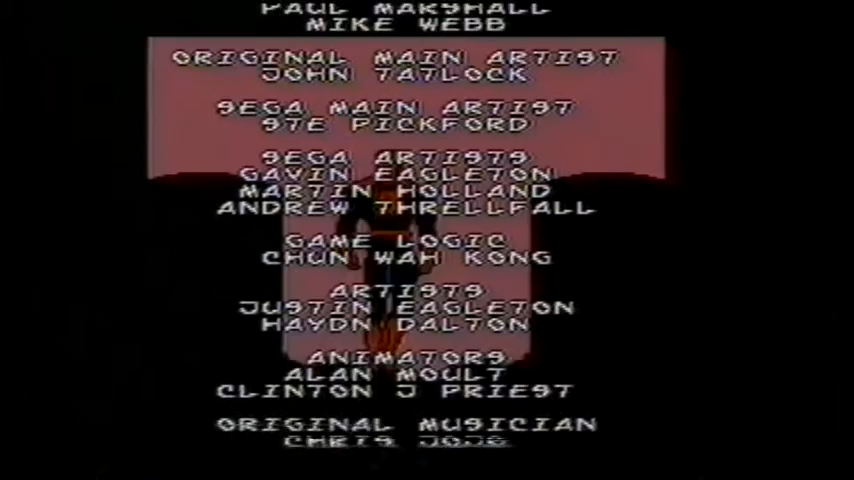 PAUL MARSHALL
MIKE WEBB
ORIGINAL MAIN ARTIST
JOHN TATLOCK
SEGA MAIN ARTIST
STE PICKFORD
SEGA ARTISTS
GAVIN EAGLETON
MARTIN HOLLAND
ANDREW THRELLFALL
GAME LOGIC
CHUN WAH KONG
ARTISTS
JUSTIN EAGLETON
HAYDN DALTON
ANIMATORS
ALAN MOULT
CLINTON J PRIEST
ORIGINAL MUSICIAN
CHRIS